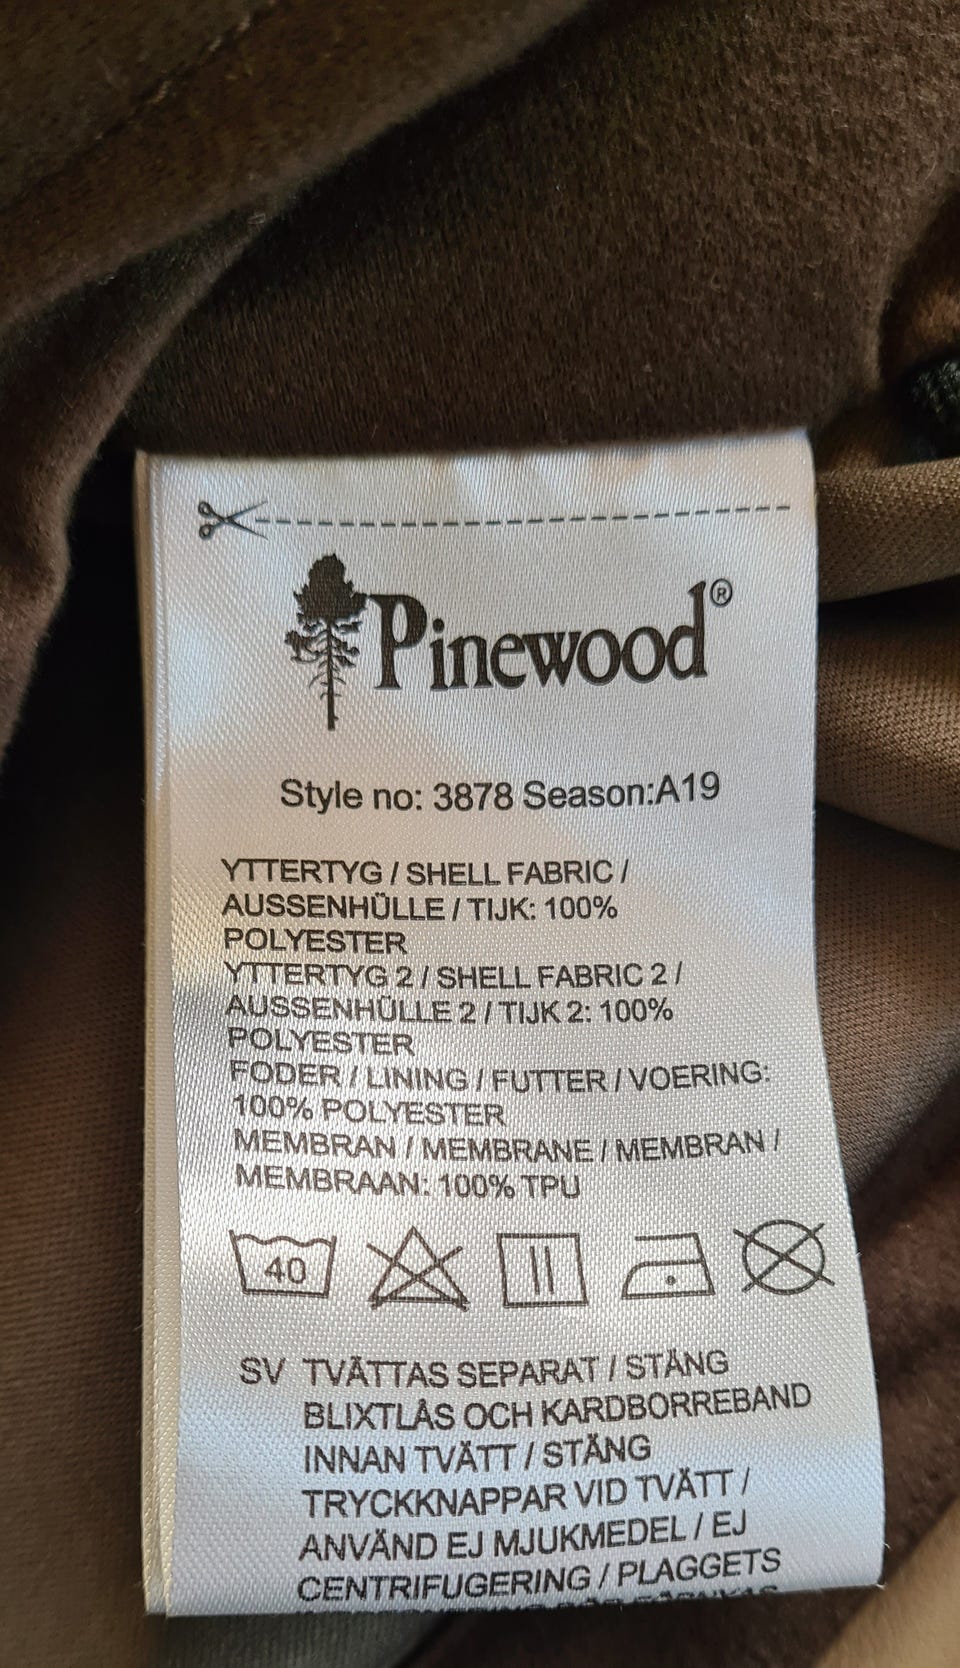 Pinewood®
Style no: 3878 Season:A19
YTTERTYG / SHELL FABRIC /
AUSSENHÜLLE / TIJK: 100%
POLYESTER
YTTERTYG 2 / SHELL FABRIC 2 /
AUSSENHÜLLE 2 / TIJK 2: 100%
POLYESTER
FODER / LINING / FUTTER / VOERING:
100% POLYESTER
MEMBRAN / MEMBRANE / MEMBRAN /
MEMBRAAN: 100% TPU
40
SV TVÄTTAS SEPARAT / STÄNG
BLIXTLÅS OCH KARDBORREBAND
INNAN TVÄTT / STÄNG
TRYCKKNAPPAR VID TVÄTT /
ANVÄND EJ MJUKMEDEL / EJ
CENTRIFUGERING / PLAGGETS